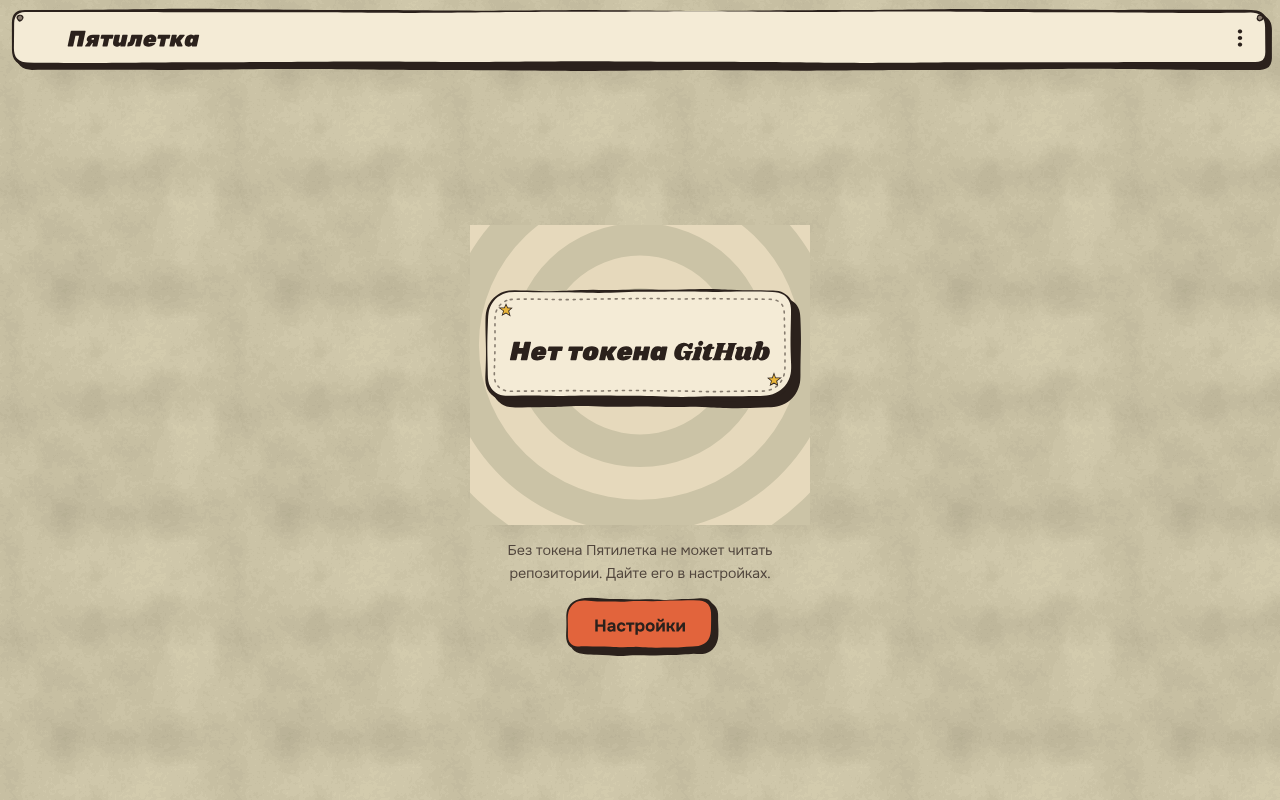 Пятилетка
Нет токена GitHub
Без токена Пятилетка не может читать
репозитории. Дайте его в настройках.
Настройки